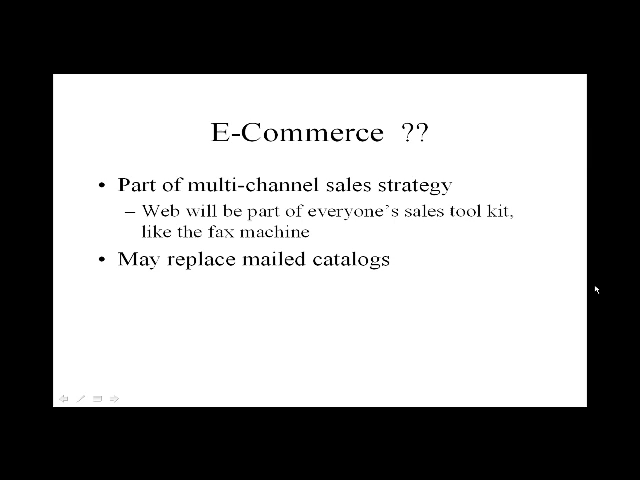 E-Commerce ??
• Part of multi-channel sales strategy
– Web will be part of everyone's sales tool kit,
like the fax machine
• May replace mailed catalogs